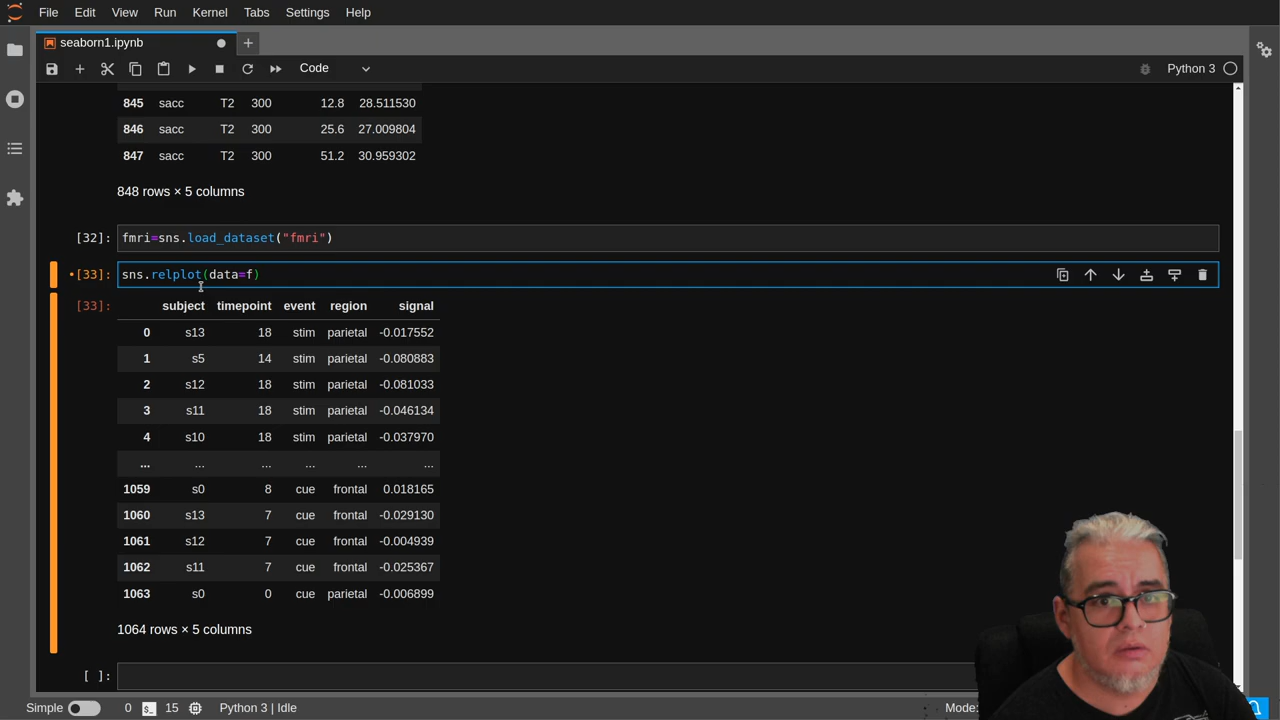 File Edit View Run Kernel Tabs Settings Help
seaborn1.ipynb
Code
Python 3
845 sacc T2 300 12.8 28.511530
846 sacc T2 300 25.6 27.009804
847 sacc T2 300 51.2 30.959302
848 rows × 5 columns
[32]: fmri=sns.load_dataset("fmri")
[33]: sns.relplot(data=f)
[33]: subject timepoint event region signal
0 s13 18 stim parietal -0.017552
1 s5 14 stim parietal -0.080883
2 s12 18 stim parietal -0.081033
3 s11 18 stim parietal -0.046134
4 s10 18 stim parietal -0.037970
... ... ... ... ... ...
1059 s0 8 cue frontal 0.018165
1060 s13 7 cue frontal -0.029130
1061 s12 7 cue frontal -0.004939
1062 s11 7 cue frontal -0.025367
1063 s0 0 cue parietal -0.006899
1064 rows × 5 columns
[ ]:
Simple 0 15 Python 3 | Idle Mode: